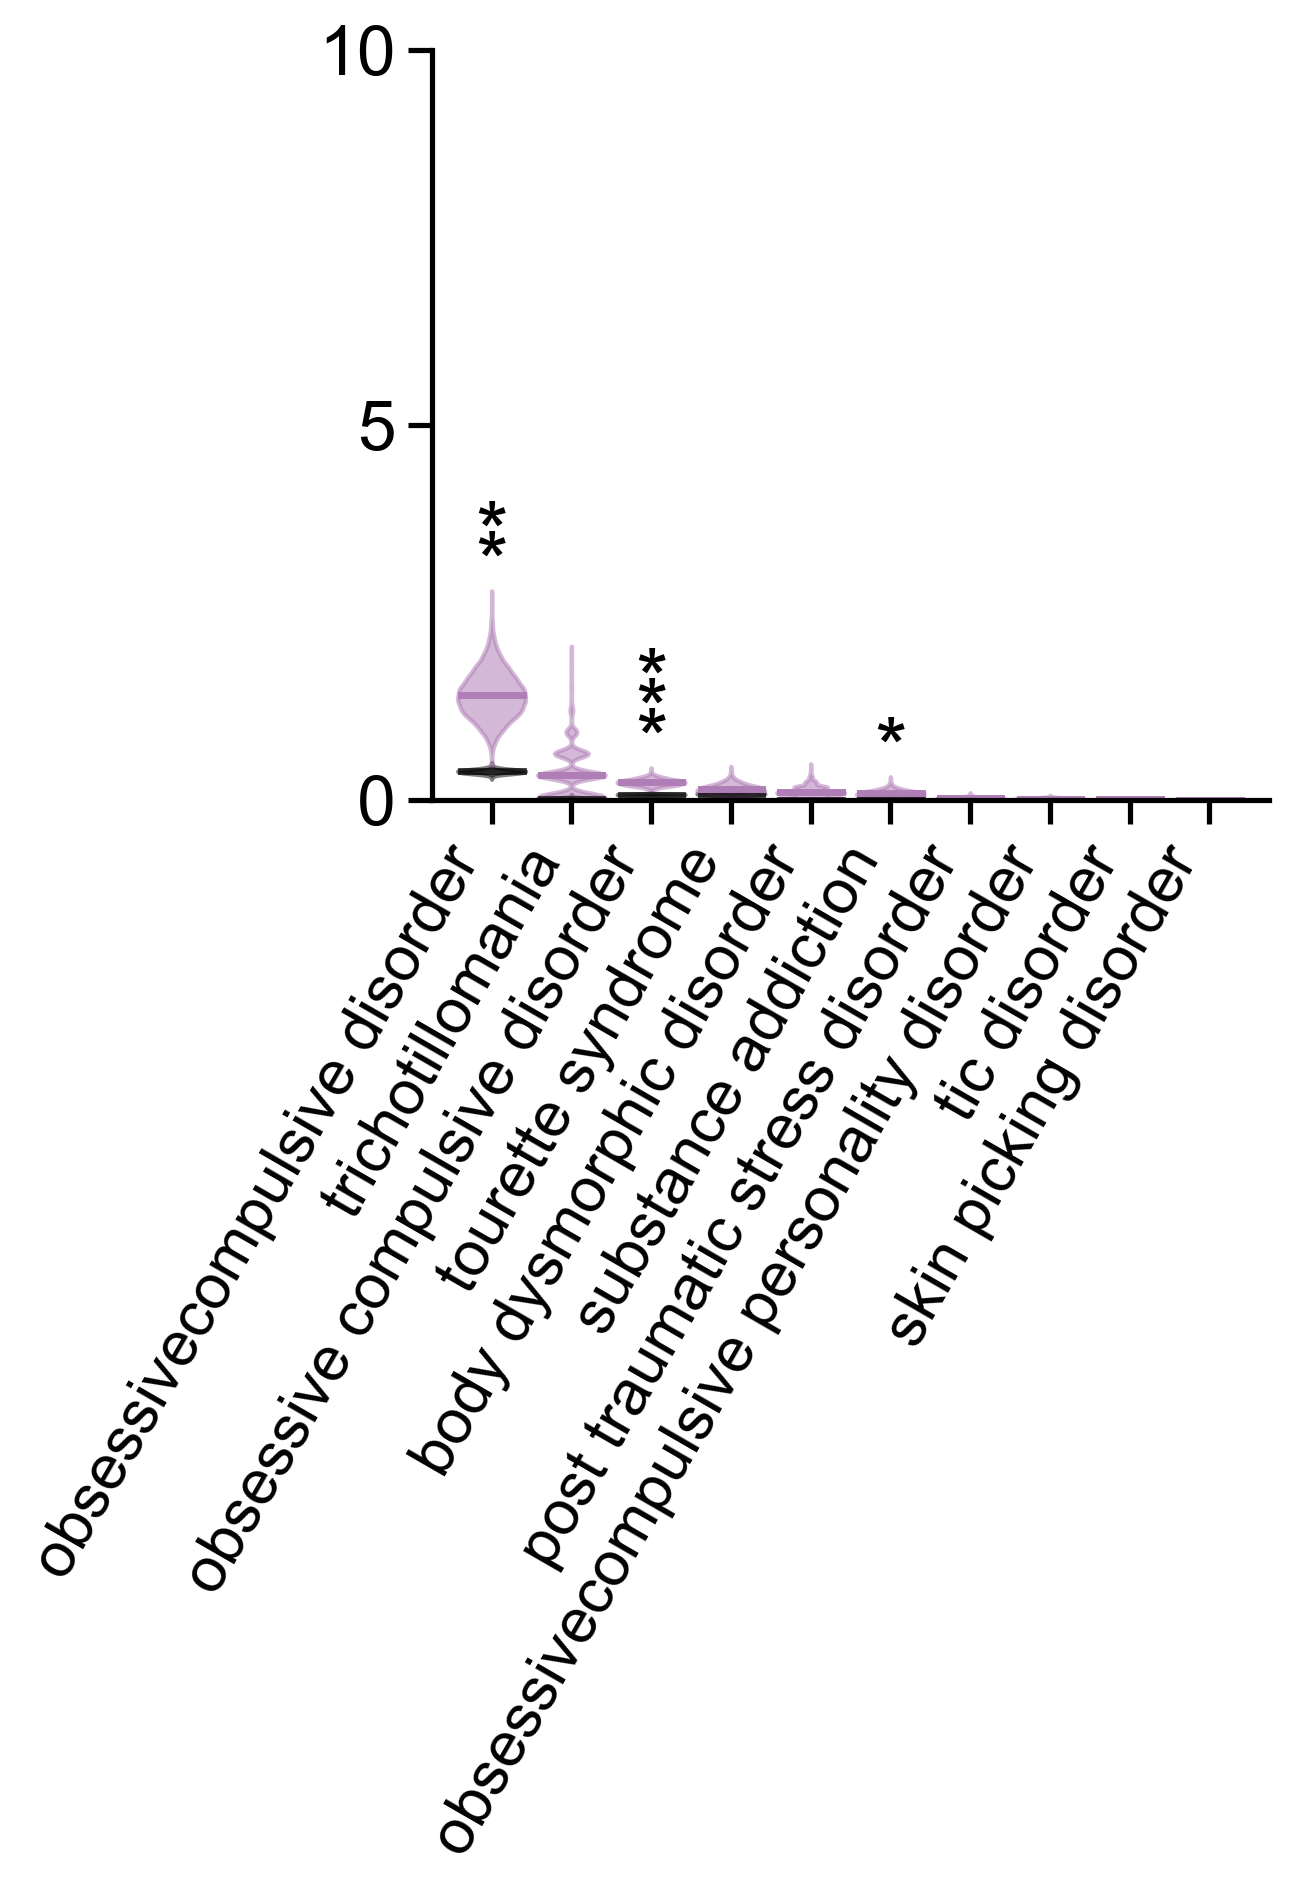 10
5
0
*
*
*
*
*
*
obsessivecompulsive disorder
trichotillomania
obsessive compulsive disorder
tourette syndrome
body dysmorphic disorder
substance addiction
post traumatic stress disorder
obsessivecompulsive personality disorder
tic disorder
skin picking disorder